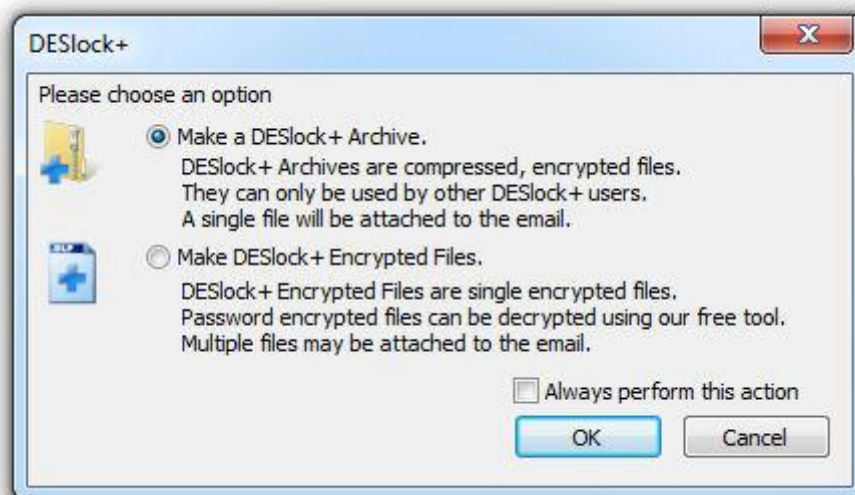 DESlock+
Please choose an option
Make a DESlock+ Archive.
DESlock+ Archives are compressed, encrypted files.
They can only be used by other DESlock+ users.
A single file will be attached to the email.
Make DESlock+ Encrypted Files.
DESlock+ Encrypted Files are single encrypted files.
Password encrypted files can be decrypted using our free tool.
Multiple files may be attached to the email.
Always perform this action
OK
Cancel